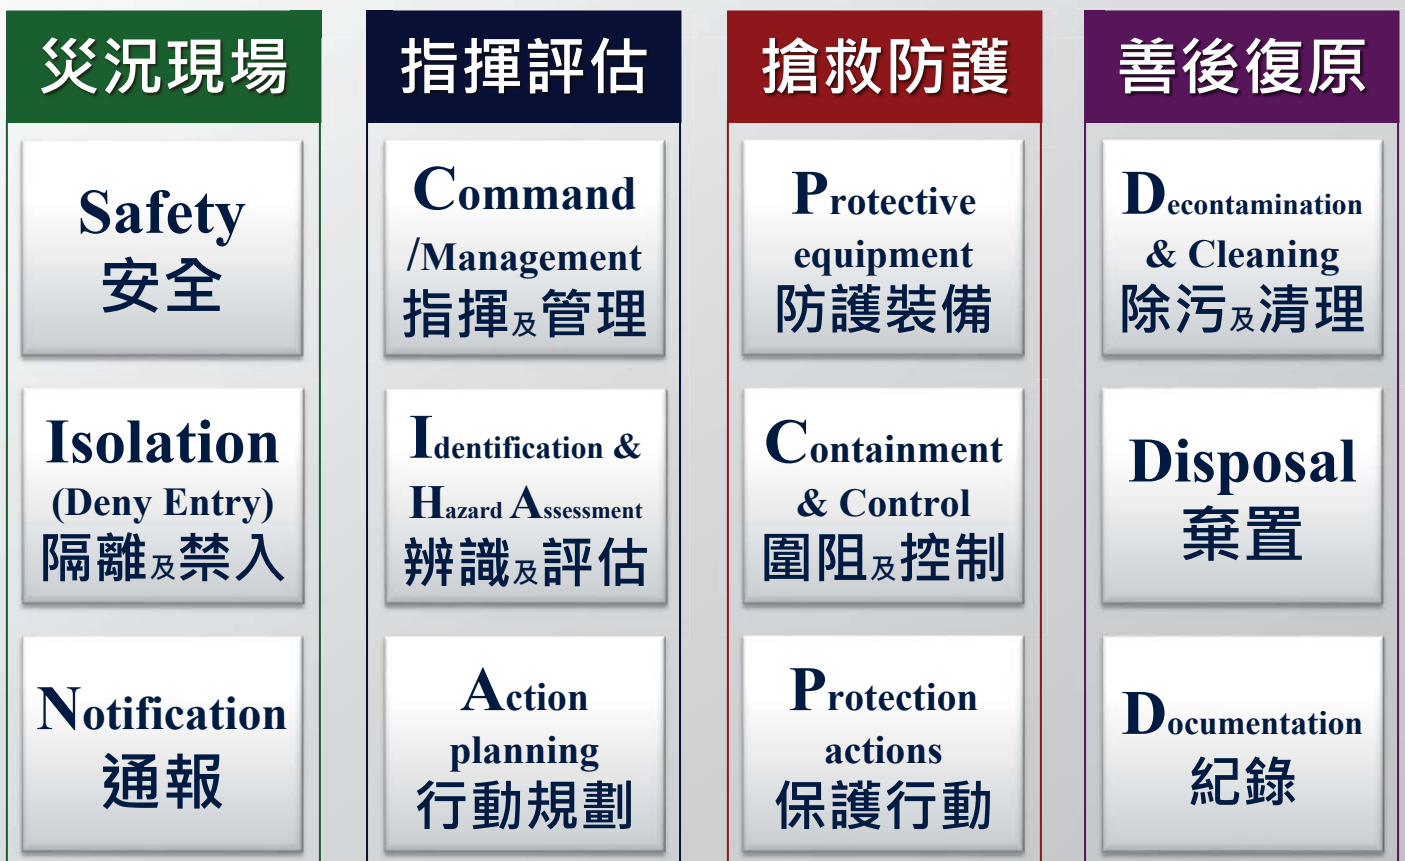 災況現場
Safety
安全
Isolation
(Deny Entry)
隔離及禁入
Notification
通報
指揮評估
Command
/Management
指揮及管理
Identification &
Hazard Assessment
辨識及評估
Action
planning
行動規劃
搶救防護
Protective
equipment
防護裝備
Containment
& Control
圍阻及控制
Protection
actions
保護行動
善後復原
Decontamination
& Cleaning
除污及清理
Disposal
棄置
Documentation
紀錄